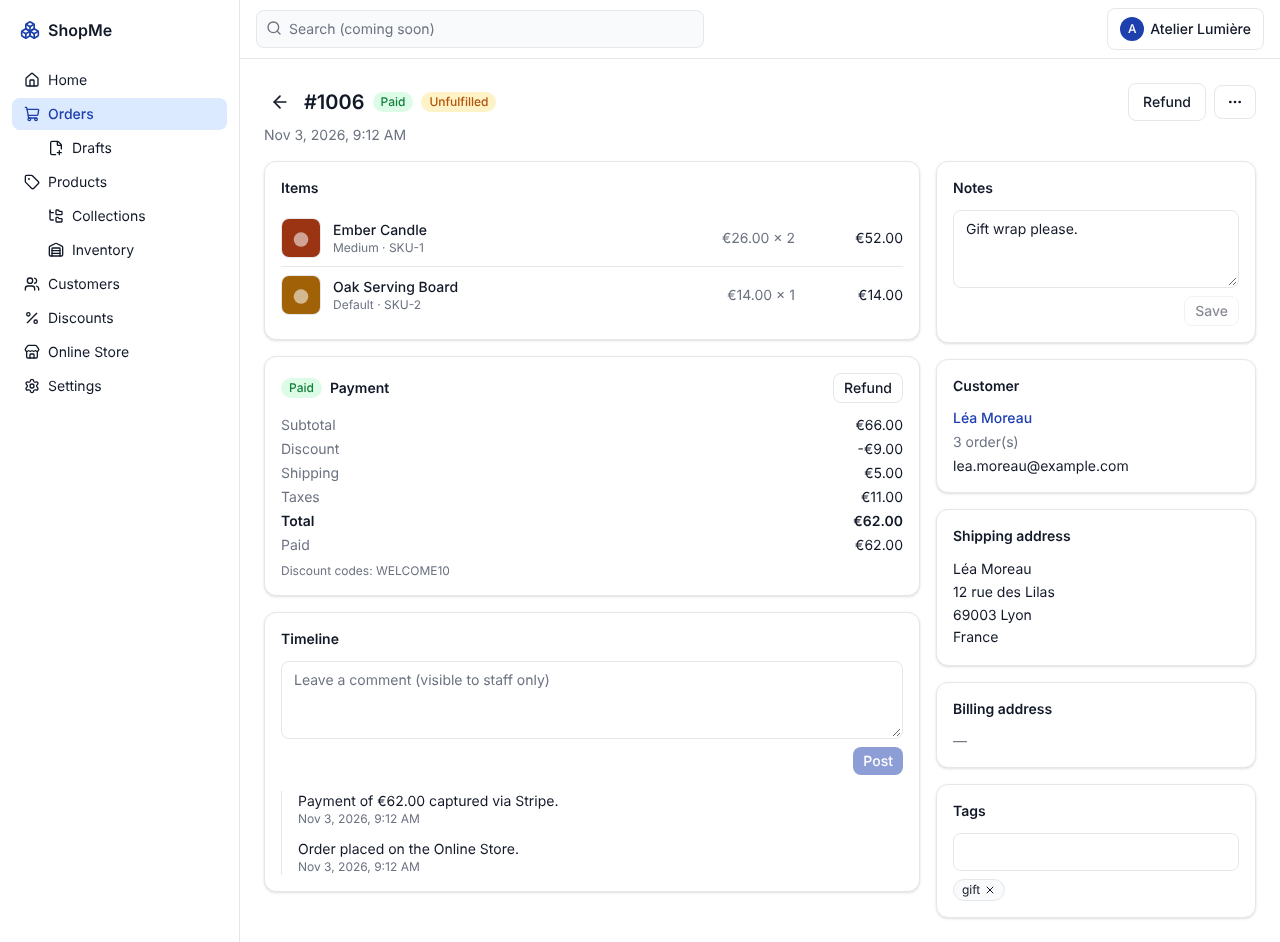 ShopMe
Search (coming soon)
A Atelier Lumière
Home
Orders
Drafts
Products
Collections
Inventory
Customers
Discounts
Online Store
Settings
#1006 Paid Unfulfilled
Refund
Nov 3, 2026, 9:12 AM
Items
Ember Candle
Medium · SKU-1
€26.00 × 2 €52.00
Oak Serving Board
Default · SKU-2
€14.00 × 1 €14.00
Paid Payment Refund
Subtotal €66.00
Discount -€9.00
Shipping €5.00
Taxes €11.00
Total €62.00
Paid €62.00
Discount codes: WELCOME10
Timeline
Leave a comment (visible to staff only)
Post
Payment of €62.00 captured via Stripe.
Nov 3, 2026, 9:12 AM
Order placed on the Online Store.
Nov 3, 2026, 9:12 AM
Notes
Gift wrap please.
Save
Customer
Léa Moreau
3 order(s)
lea.moreau@example.com
Shipping address
Léa Moreau
12 rue des Lilas
69003 Lyon
France
Billing address
—
Tags
gift